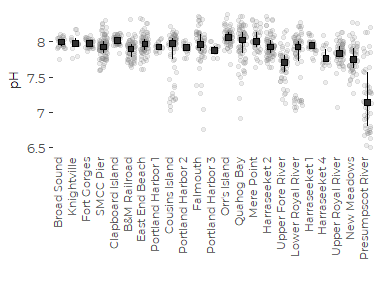 pH
8
7.5
7
6.5
Broad Sound
Knightville
Fort Gorges
SMCC Pier
Clapboard Island
B&M Railroad
East End Beach
Portland Harbor 1
Cousins Island
Portland Harbor 2
Falmouth
Portland Harbor 3
Orrs Island
Quahog Bay
Mere Point
Harraseeket 2
Upper Fore River
Lower Royal River
Harraseeket 1
Harraseeket 4
Upper Royal River
New Meadows
Presumpscot River